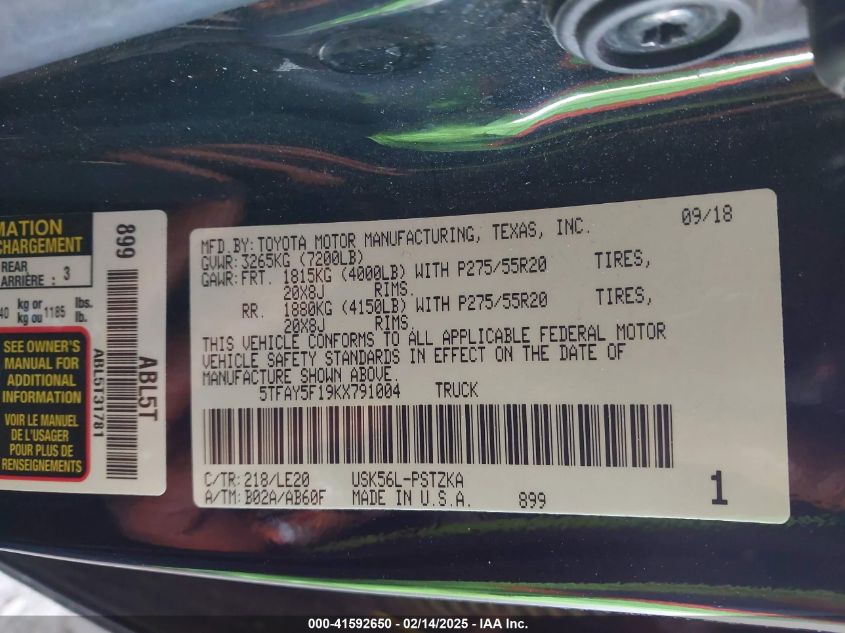 MATION
CHARGEMENT
REAR
ARRIÈRE : 3
40 kg or 1185 lbs.
kg ou lb.
SEE OWNER'S
MANUAL FOR
ADDITIONAL
INFORMATION
VOIR LE MANUEL
DE L'USAGER
POUR PLUS DE
RENSEIGNEMENTS
899
ABL5T31781
ABL5T
09/18
MFD.BY:TOYOTA MOTOR MANUFACTURING, TEXAS, INC.
GVWR:3265KG (7200LB)
GAWR:FRT. 1815KG (4000LB) WITH P275/55R20 TIRES,
20X8J RIMS.
RR. 1880KG (4150LB) WITH P275/55R20 TIRES,
20X8J RIMS.
THIS VEHICLE CONFORMS TO ALL APPLICABLE FEDERAL MOTOR
VEHICLE SAFETY STANDARDS IN EFFECT ON THE DATE OF
MANUFACTURE SHOWN ABOVE.
5TFAY5F19KX791004 TRUCK
C/TR:218/LE20 USK56L-PSTZKA
A/TM:B02A/AB60F MADE IN U.S.A. 899 1
000-41592650 - 02/14/2025 - IAA Inc.